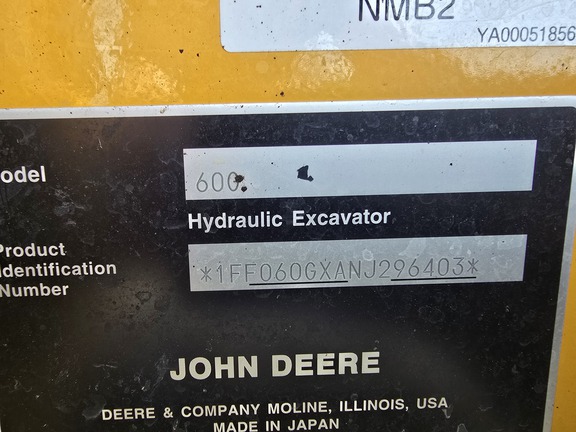 NMB2
YA00051856
odel
600
Hydraulic Excavator
Product
Identification
Number
*1FF060GXANJ296403*
JOHN DEERE
DEERE & COMPANY MOLINE, ILLINOIS, USA
MADE IN JAPAN